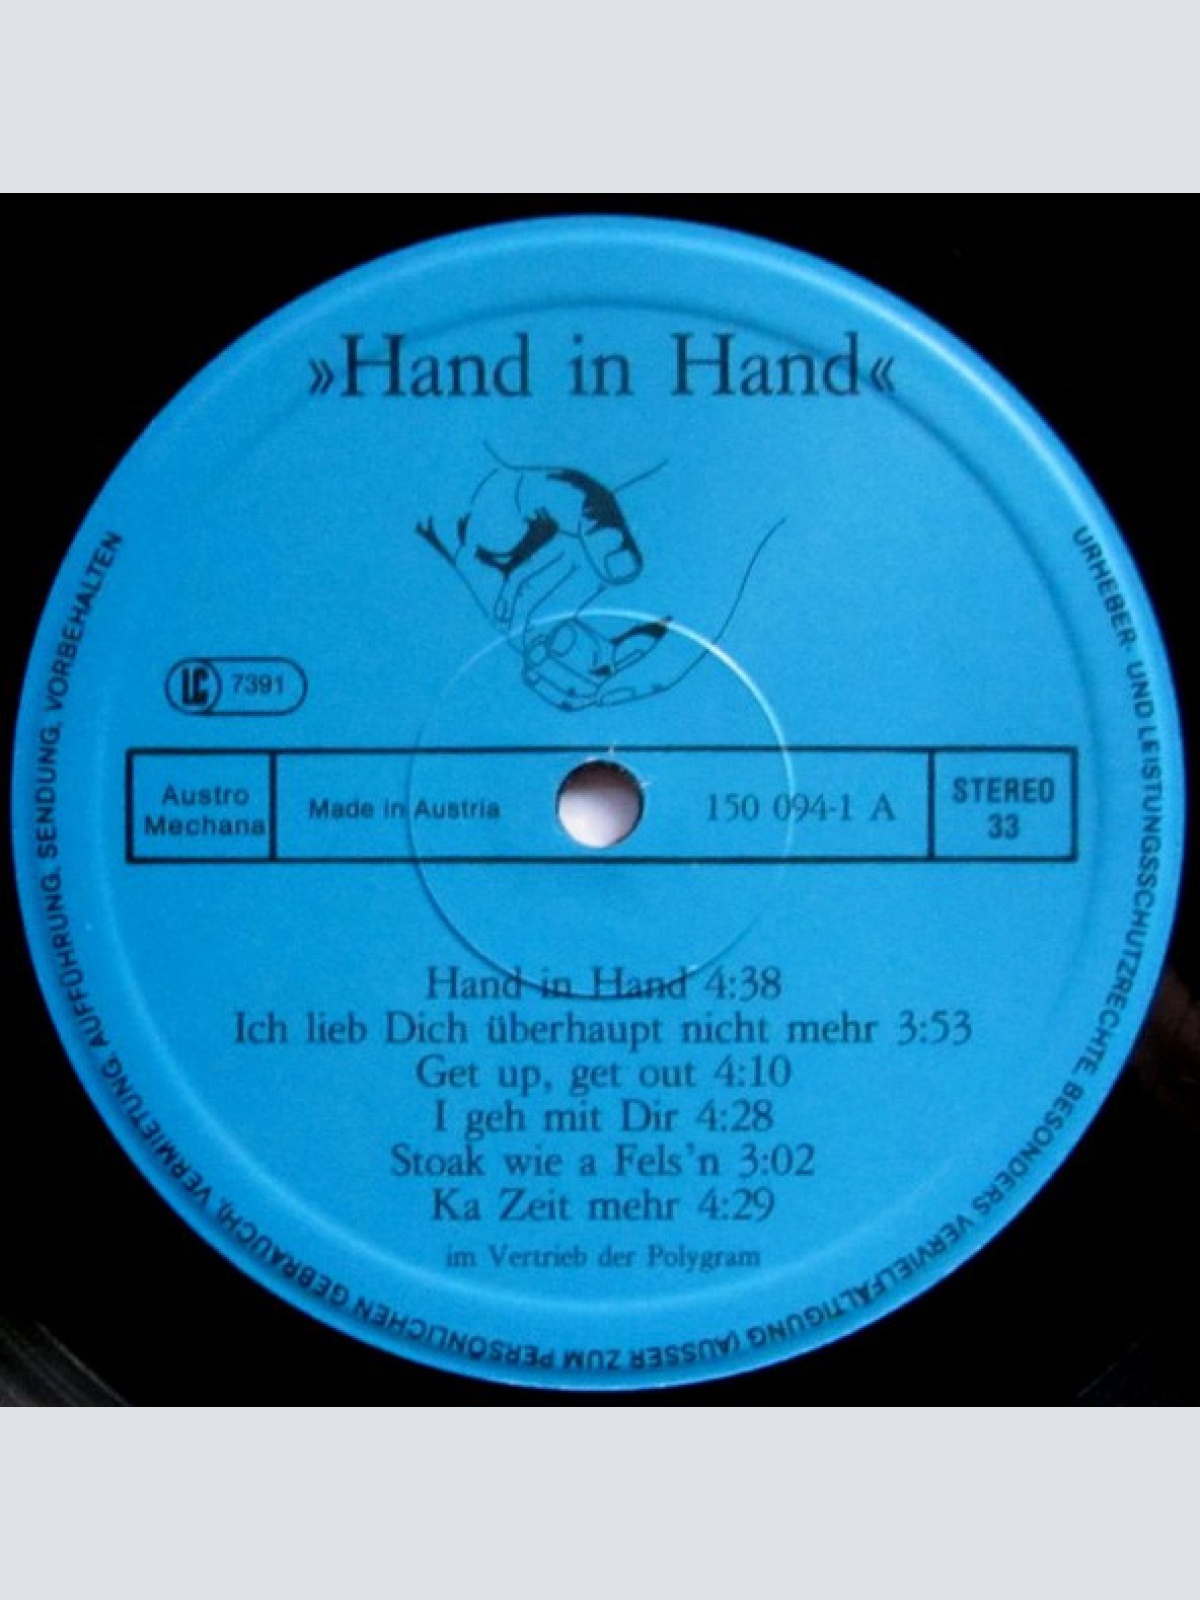 »Hand in Hand«
LC 7391
Austro
Mechana
Made in Austria
150 094-1 A
STEREO
33
Hand in Hand 4:38
Ich lieb Dich überhaupt nicht mehr 3:53
Get up, get out 4:10
I geh mit Dir 4:28
Stoak wie a Fels'n 3:02
Ka Zeit mehr 4:29
im Vertrieb der Polygram
URHEBER- UND LEISTUNGSSCHUTZRECHTE, BESONDERS VERVIELFÄLTIGUNG (AUSSER ZUM PERSÖNLICHEN GEBRAUCH), VERMIETUNG, AUFFÜHRUNG, SENDUNG, VORBEHALTEN